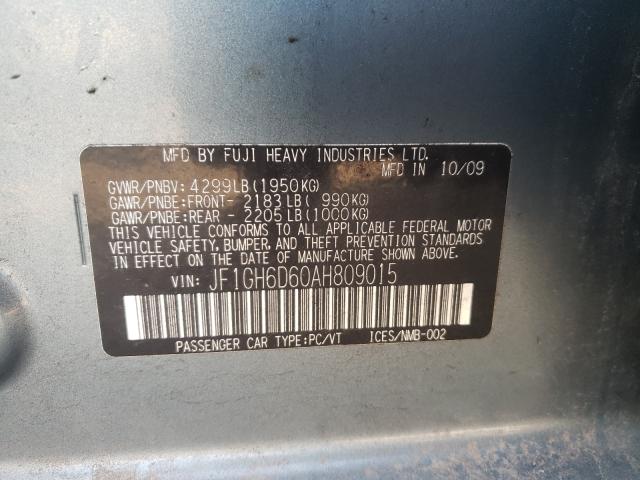 MFD BY FUJI HEAVY INDUSTRIES LTD.
MFD IN 10/09
GVWR/PNBV: 4299LB(1950KG)
GAWR/PNBE:FRONT- 2183LB( 990KG)
GAWR/PNBE:REAR - 2205LB(1000KG)
THIS VEHICLE CONFORMS TO ALL APPLICABLE FEDERAL MOTOR
VEHICLE SAFETY, BUMPER, AND THEFT PREVENTION STANDARDS
IN EFFECT ON THE DATE OF MANUFACTURE SHOWN ABOVE.
VIN: JF1GH6D60AH809015
PASSENGER CAR TYPE:PC/VT ICES/NMB-002